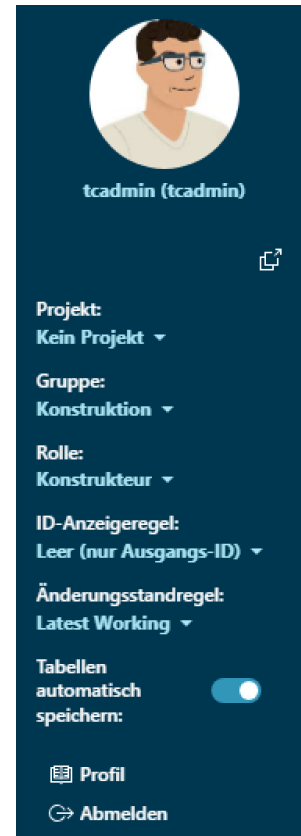 tcadmin (tcadmin)
Projekt:
Kein Projekt
Gruppe:
Konstruktion
Rolle:
Konstrukteur
ID-Anzeigeregel:
Leer (nur Ausgangs-ID)
Änderungsstandregel:
Latest Working
Tabellen
automatisch
speichern:
Profil
Abmelden